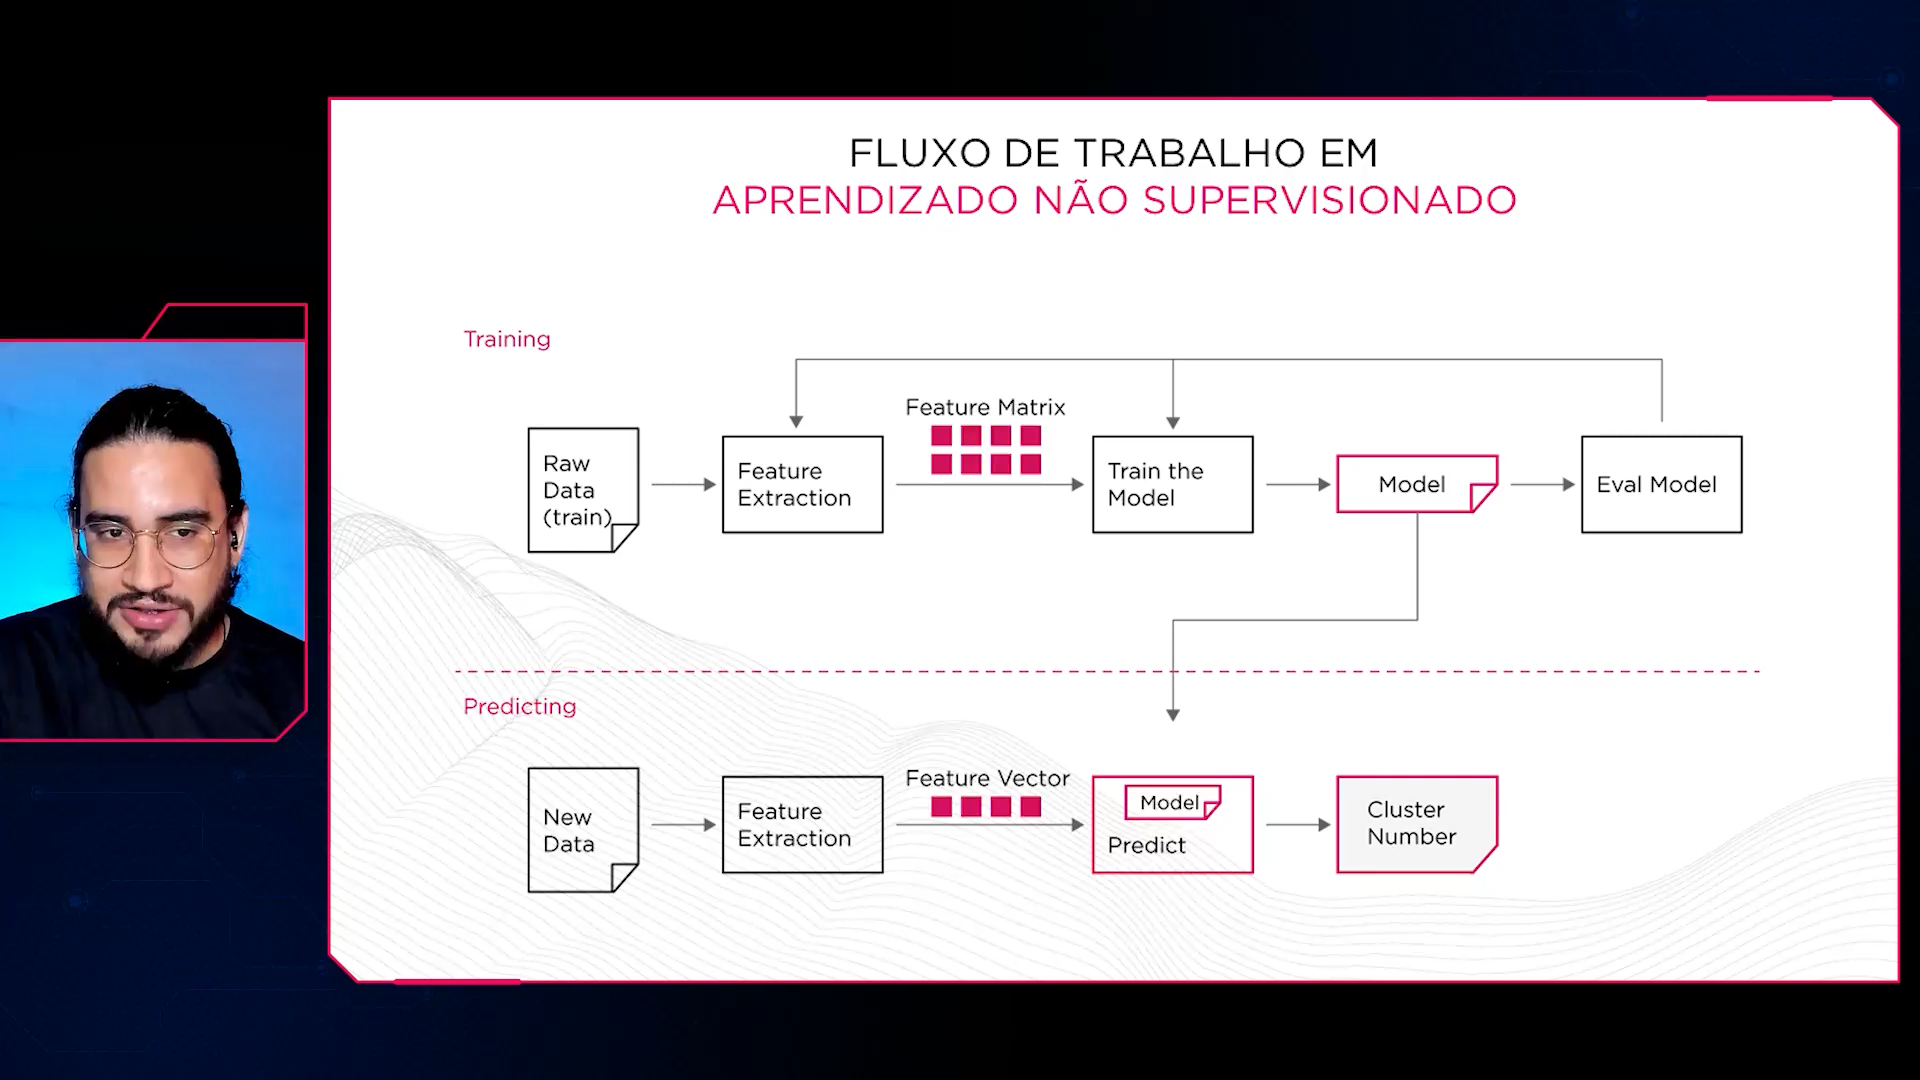 FLUXO DE TRABALHO EM
APRENDIZADO NÃO SUPERVISIONADO
Training
Raw
Data
(train)
Feature
Extraction
Feature Matrix
Train the
Model
Model
Eval Model
Predicting
New
Data
Feature
Extraction
Feature Vector
Model
Predict
Cluster
Number